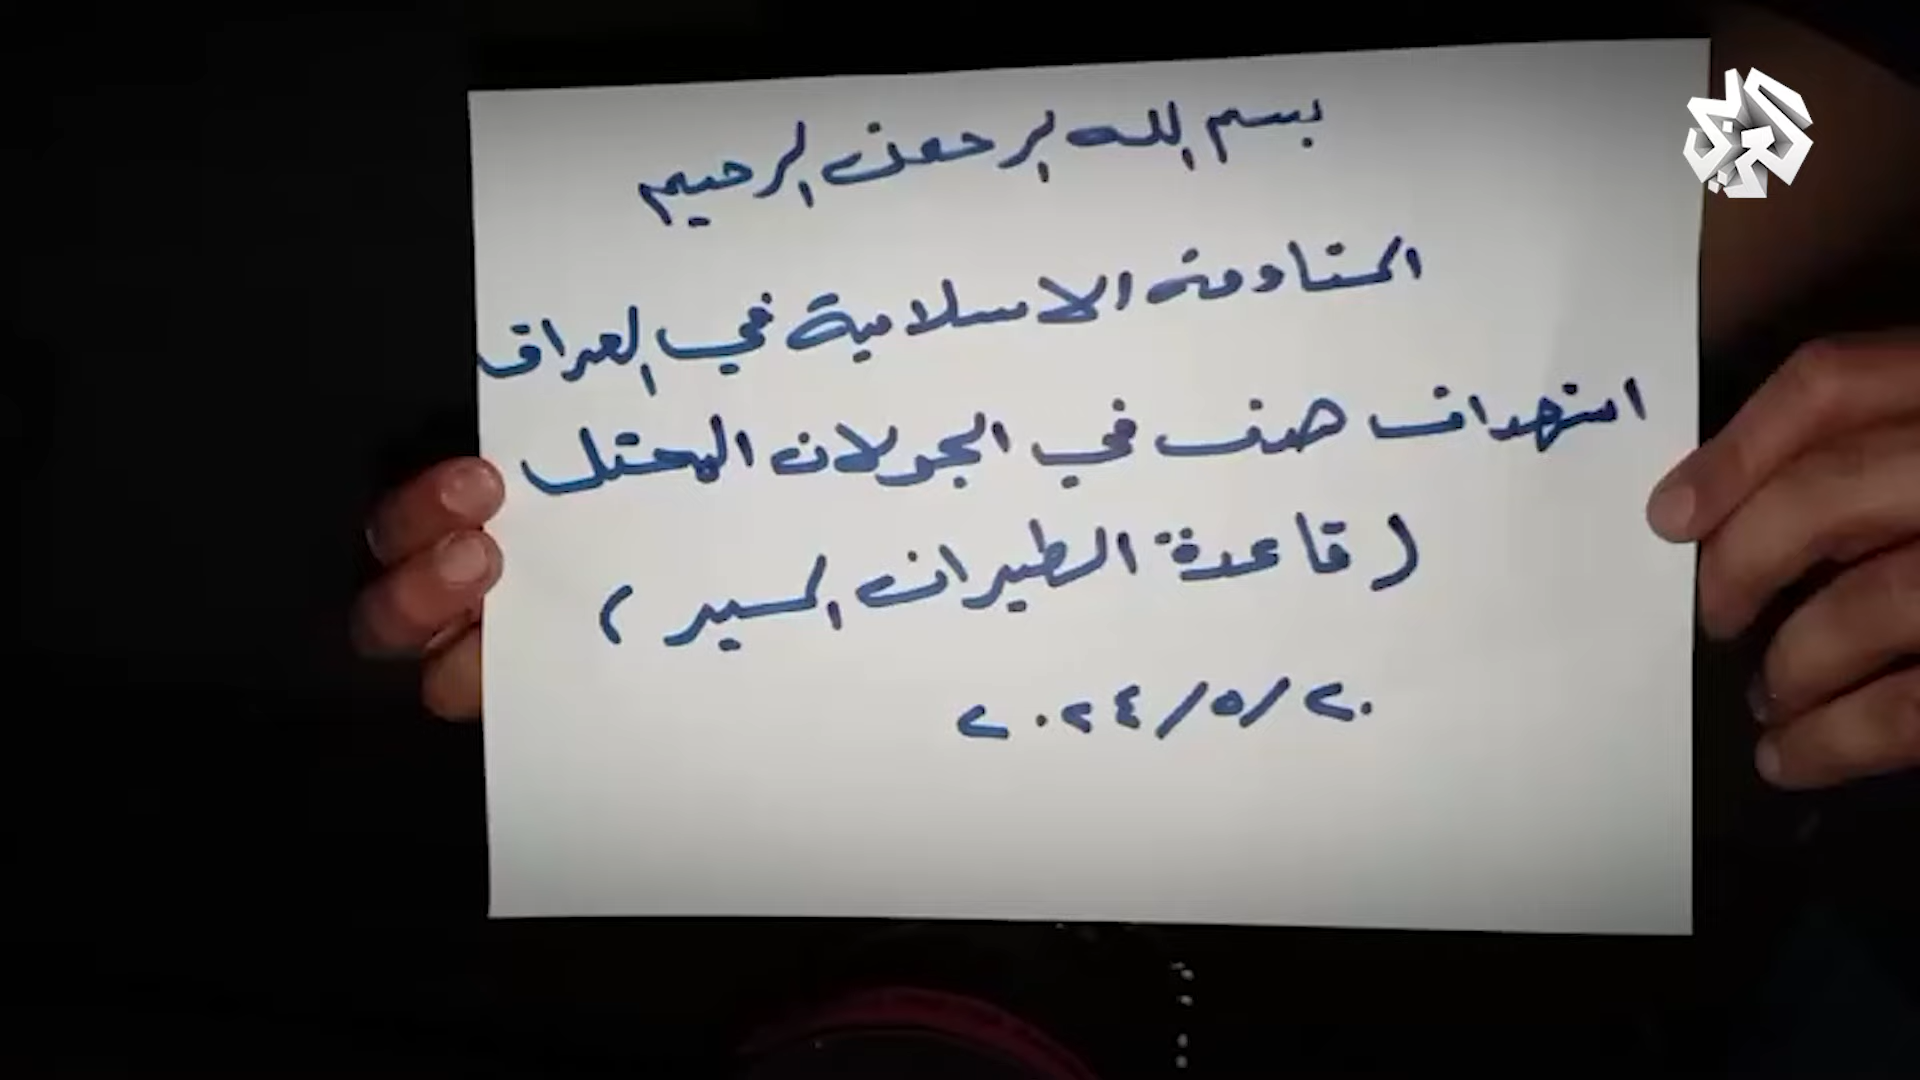 بسم الله الرحمن الرحيم
المقاومة الاسلامية في العراق
استهداف هدف في الجولان المحتل
(قاعدة الطيران المسير)
٢٠٢٤/٥/٢٠
العربي